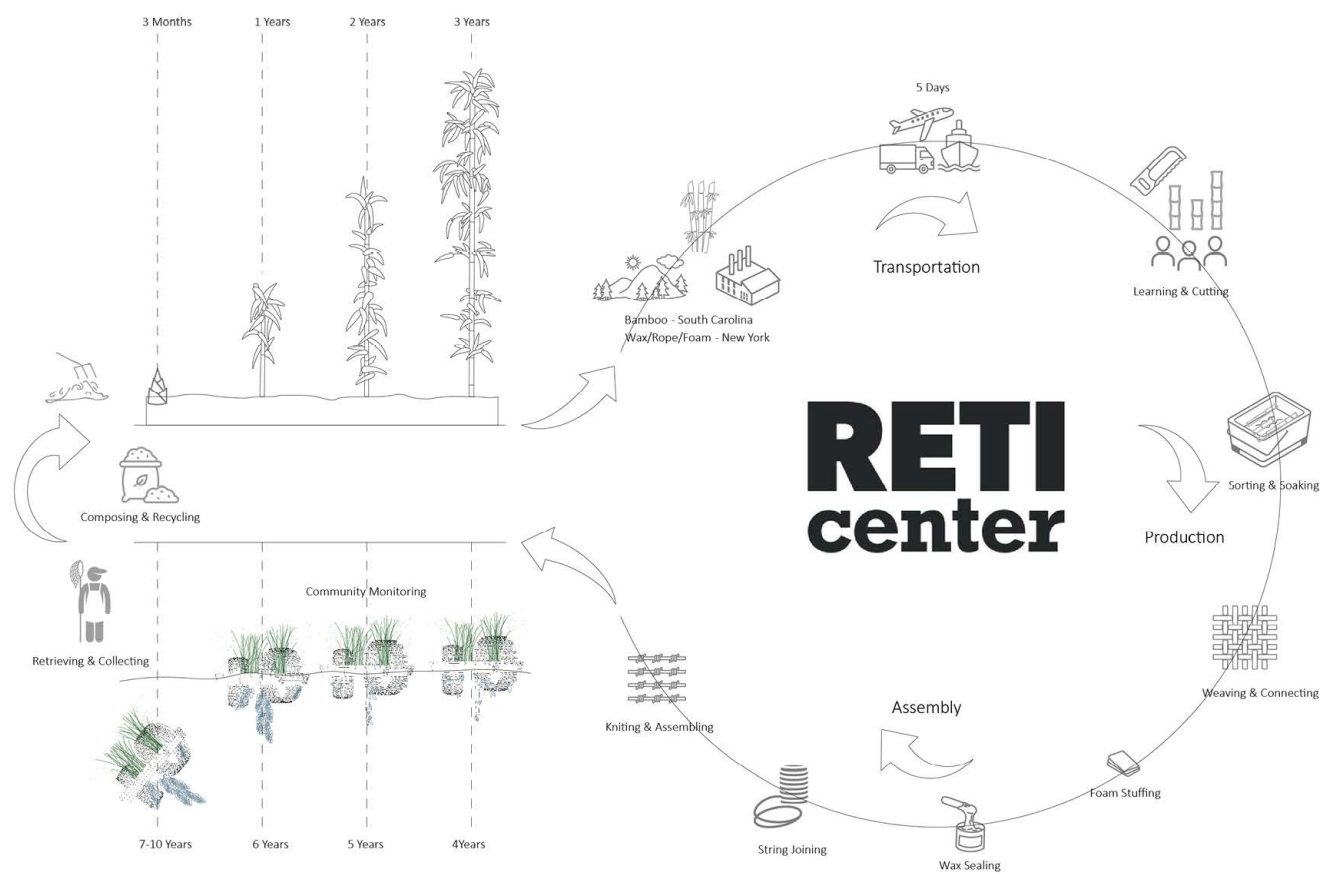 3 Months
1 Years
2 Years
3 Years
5 Days
Transportation
Learning & Cutting
Bamboo - South Carolina
Wax/Rope/Foam - New York
RETI
center
Sorting & Soaking
Production
Composing & Recycling
Community Monitoring
Retrieving & Collecting
Weaving & Connecting
Assembly
Kniting & Assembling
Foam Stuffing
String Joining
Wax Sealing
7-10 Years
6 Years
5 Years
4Years